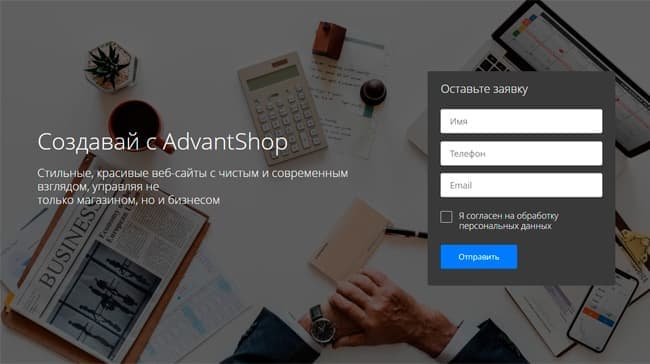 Создавай с AdvantShop
Стильные, красивые веб-сайты с чистым и современным
взглядом, управляя не
только магазином, но и бизнесом
Оставьте заявку
Имя
Телефон
Email
Я согласен на обработку
персональных данных
Отправить
BUSINESS